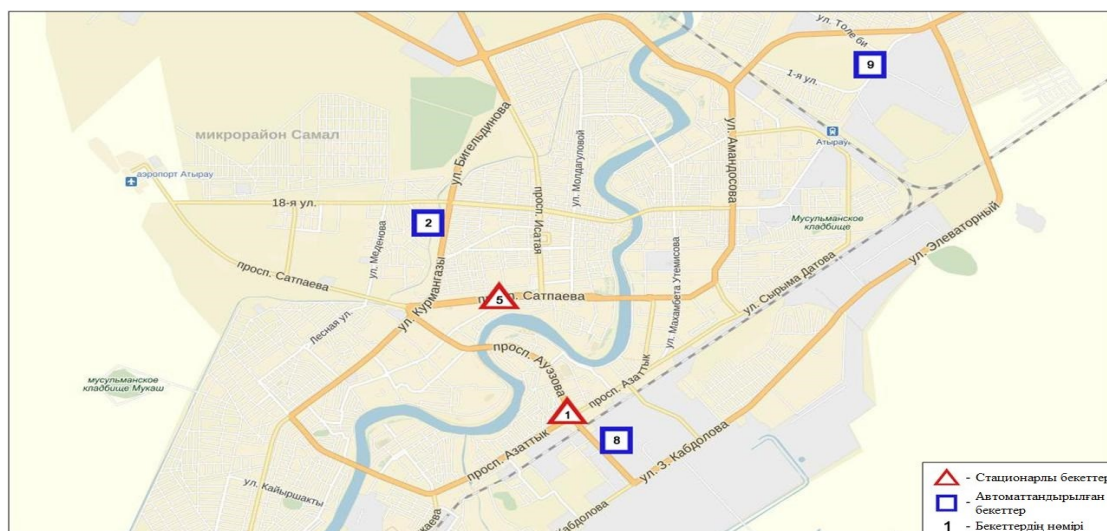 ул. Толе би
9
1-я ул.
ул. Бигельдинова
микрорайон Самал
ул. Амандосова
Атырау
ул. Молдагуловой
аэропорт Атырау
просп. Исатая
18-я ул.
2
Мусульманское
кладбище
ул. Элеваторный
ул. Меденова
ул. Махамбета Утемисова
просп. Сатпаева
ул. Сырыма Датова
ул. Курмангазы
5
просп. Сатпаева
Лесная ул.
просп. Ауэзова
просп. Азаттык
мусульманское
кладбище Мукаш
1
8
просп. Азаттык
ул. З. Кабдолова
ул. Кайыршакты
Кабдолова
- Стационарлы бекеттер
- Автоматтандырылған
бекеттер
1 - Бекеттердің нөмірі